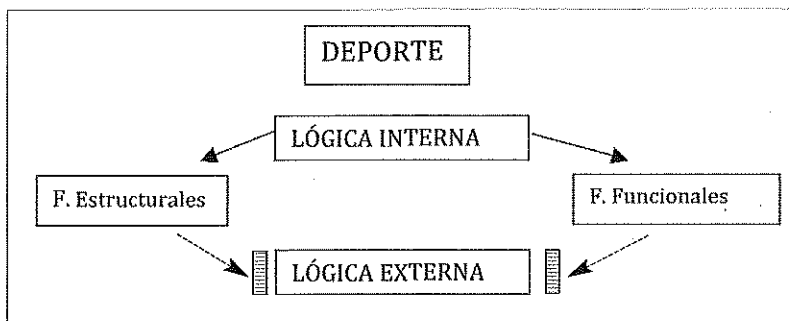 DEPORTE
LÓGICA INTERNA
F. Estructurales
F. Funcionales
LÓGICA EXTERNA